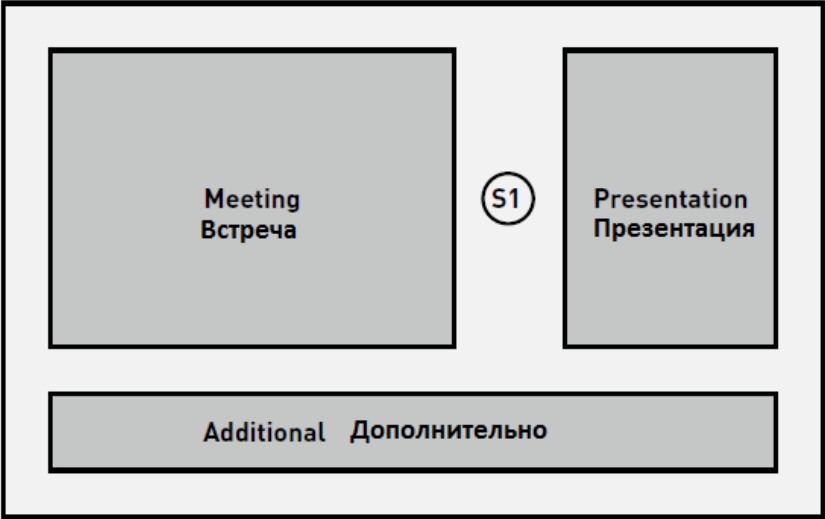 Meeting
Встреча
S1
Presentation
Презентация
Additional Дополнительно